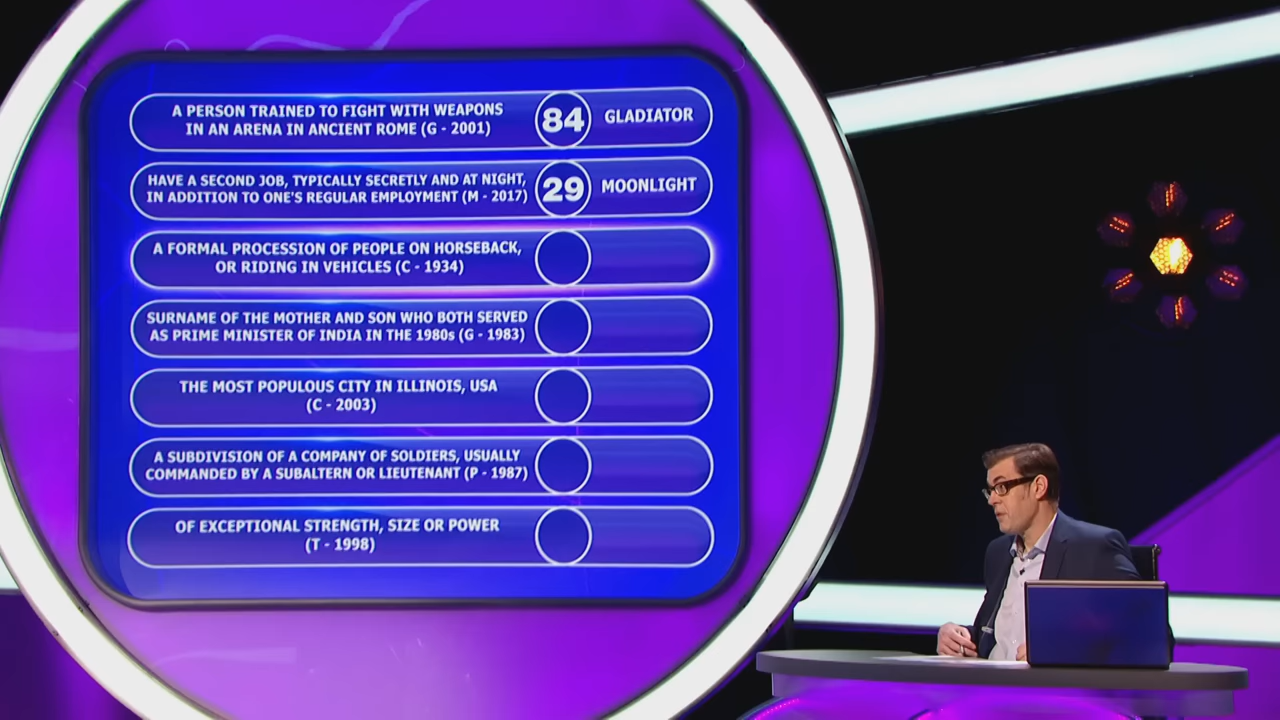 A PERSON TRAINED TO FIGHT WITH WEAPONS
IN AN ARENA IN ANCIENT ROME (G - 2001)
84 GLADIATOR
HAVE A SECOND JOB, TYPICALLY SECRETLY AND AT NIGHT,
IN ADDITION TO ONE'S REGULAR EMPLOYMENT (M - 2017)
29 MOONLIGHT
A FORMAL PROCESSION OF PEOPLE ON HORSEBACK,
OR RIDING IN VEHICLES (C - 1934)
SURNAME OF THE MOTHER AND SON WHO BOTH SERVED
AS PRIME MINISTER OF INDIA IN THE 1980s (G - 1983)
THE MOST POPULOUS CITY IN ILLINOIS, USA
(C - 2003)
A SUBDIVISION OF A COMPANY OF SOLDIERS, USUALLY
COMMANDED BY A SUBALTERN OR LIEUTENANT (P - 1987)
OF EXCEPTIONAL STRENGTH, SIZE OR POWER
(T - 1998)